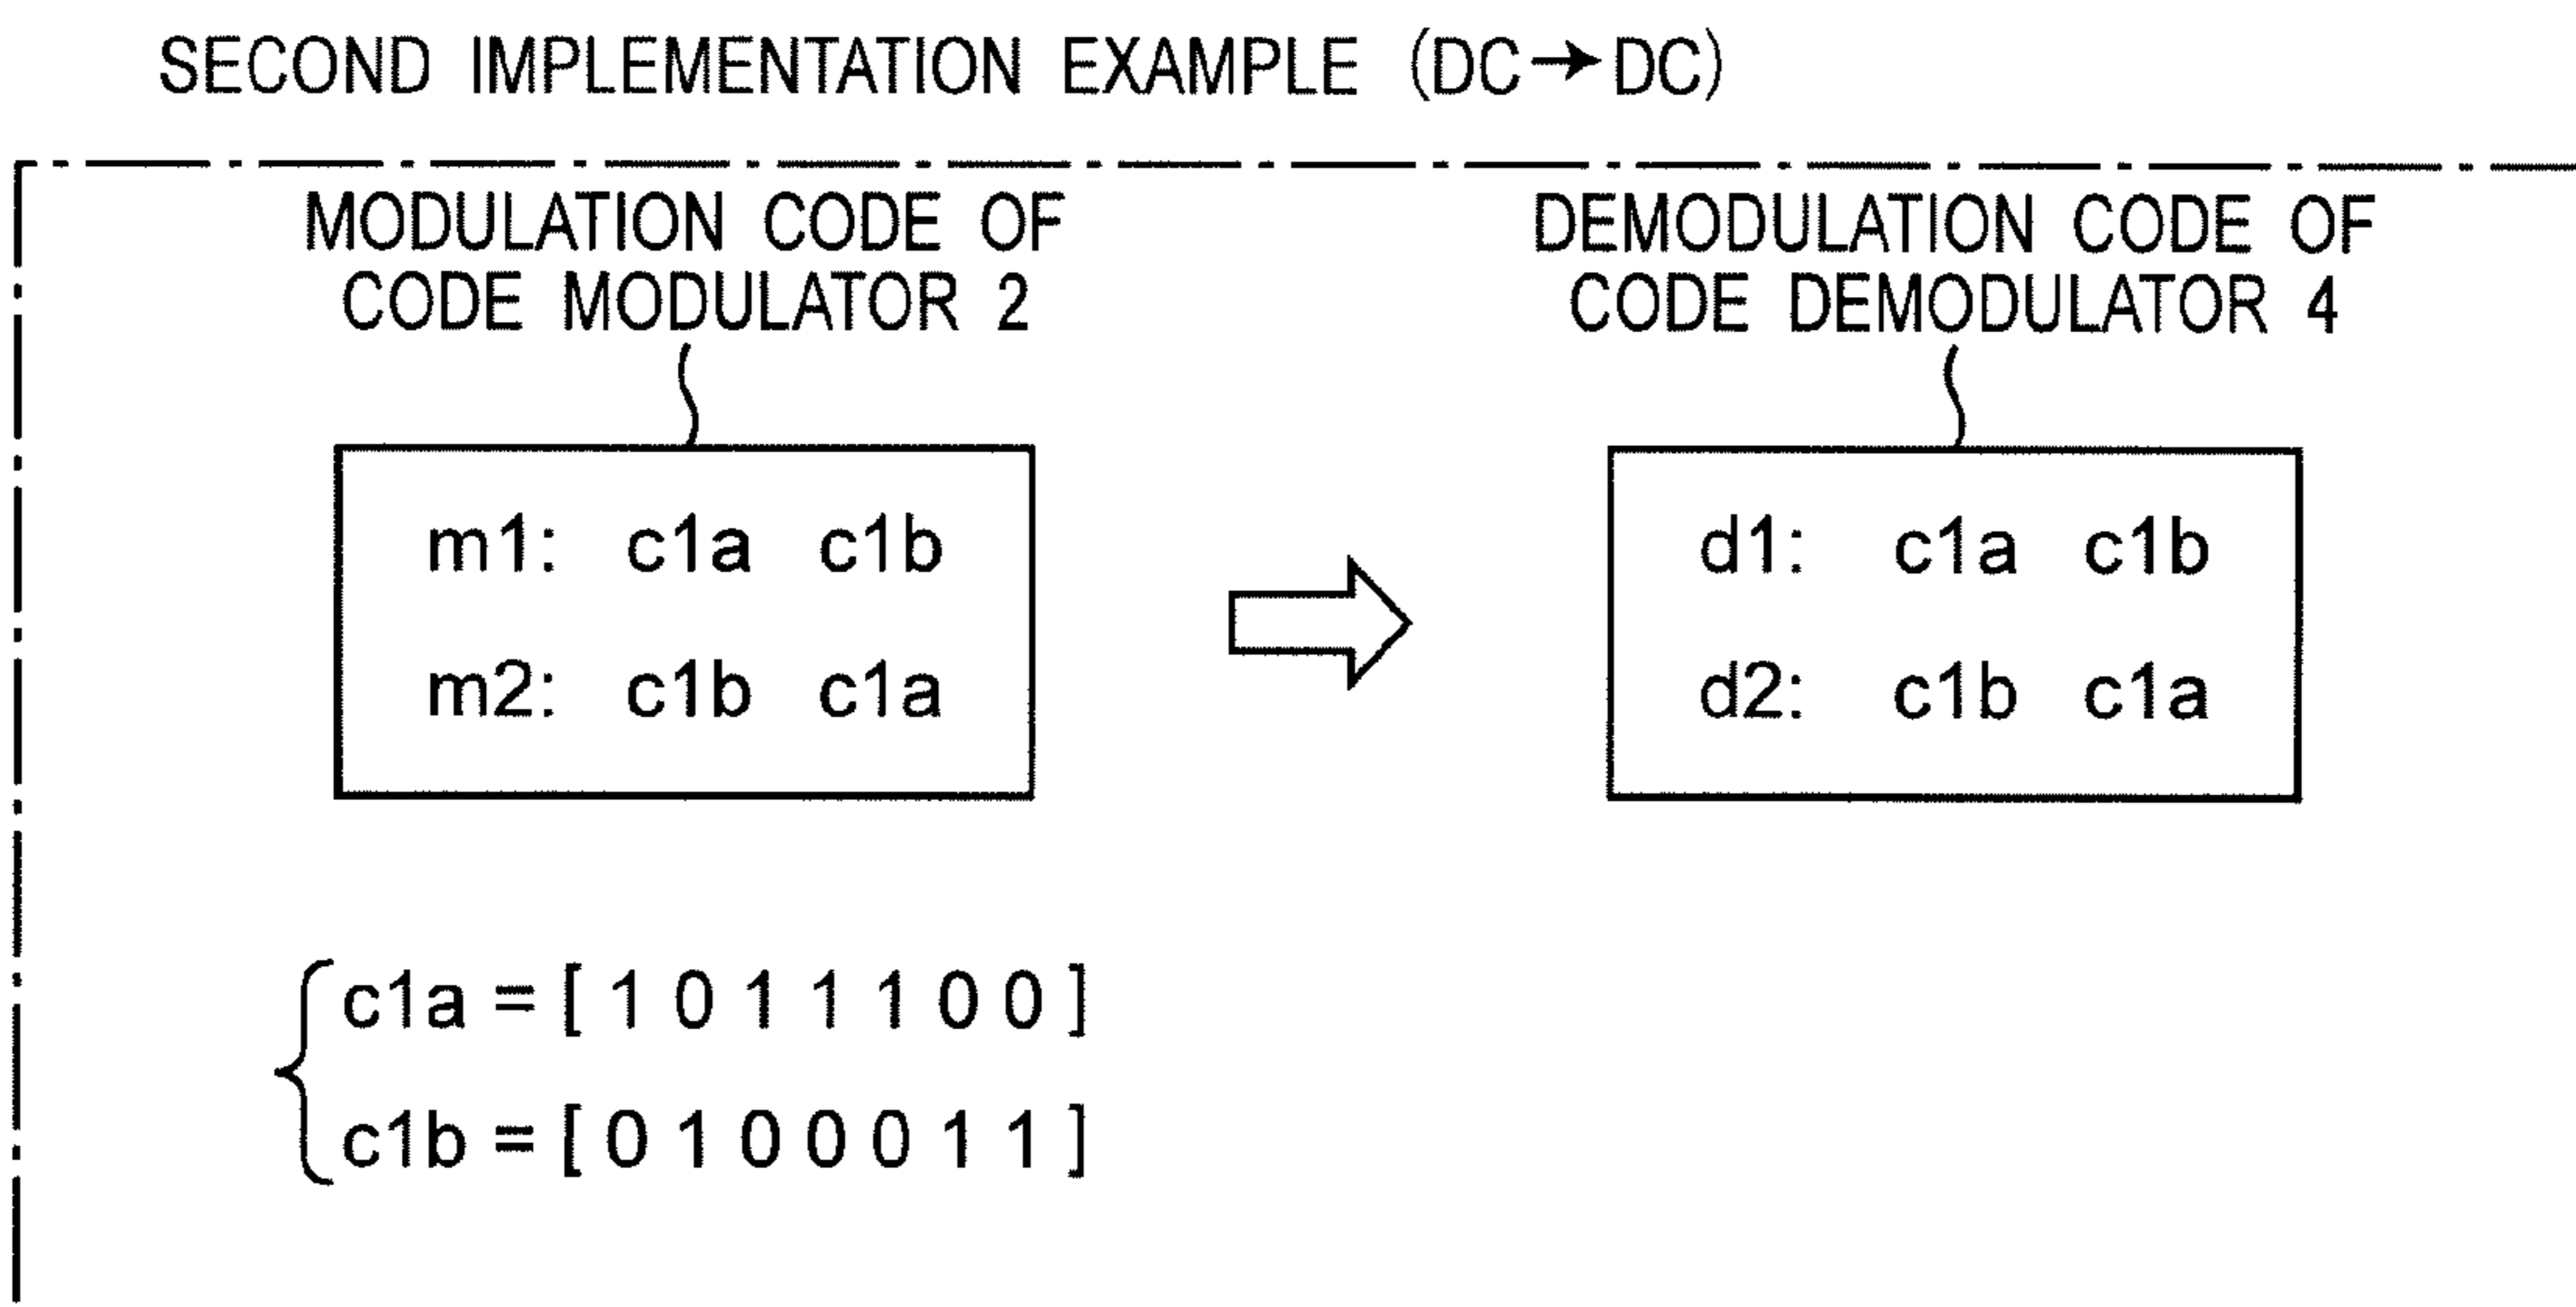 SECOND IMPLEMENTATION EXAMPLE (DC→DC)
MODULATION CODE OF
CODE MODULATOR 2
m1: c1a c1b
m2: c1b c1a
DEMODULATION CODE OF
CODE DEMODULATOR 4
d1: c1a c1b
d2: c1b c1a
c1a = [ 1 0 1 1 1 0 0 ]
c1b = [ 0 1 0 0 0 1 1 ]